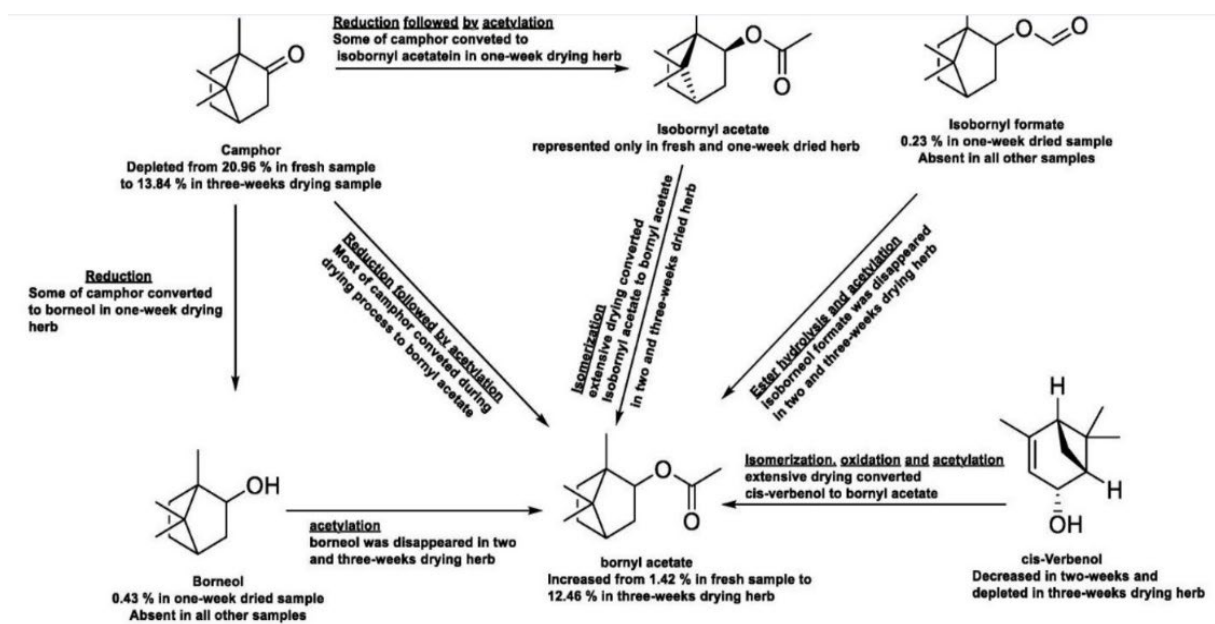 Reduction followed by acetylation
Some of camphor conveted to
isobornyl acetatein in one-week drying herb
O
O
O
O
O
Camphor
Depleted from 20.96 % in fresh sample
to 13.84 % in three-weeks drying sample
Isobornyl acetate
represented only in fresh and one-week dried herb
Isobornyl formate
0.23 % in one-week dried sample
Absent in all other samples
Reduction
Some of camphor converted
to borneol in one-week drying
herb
Reduction followed by acetylation
Most of camphor conveted during
drying process to bornyl acetate
Isomerization
extensive drying converted
Isobornyl acetate to bornyl acetate
in two and three-weeks dried herb
Ester hydrolysis and acetylation
isoborneol formate was disappeared
in two and three-weeks drying herb
OH
acetylation
borneol was disappeared in two
and three-weeks drying herb
O
O
Isomerization, oxidation and acetylation
extensive drying converted
cis-verbenol to bornyl acetate
H
H
OH
Borneol
0.43 % in one-week dried sample
Absent in all other samples
bornyl acetate
Increased from 1.42 % in fresh sample to
12.46 % in three-weeks drying herb
cis-Verbenol
Decreased in two-weeks and
depleted in three-weeks drying herb